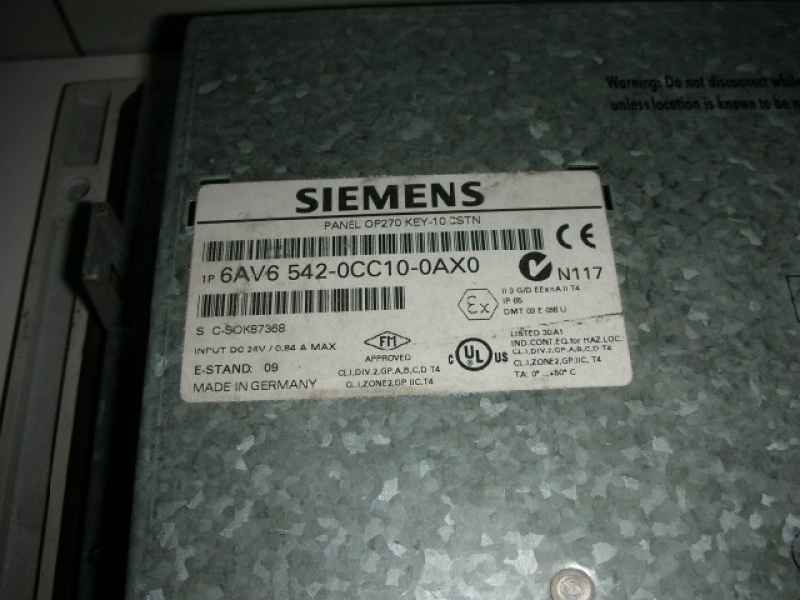 Warning: Do not disconnect while
unless location is known to be
SIEMENS
PANEL OP270 KEY-10 CSTN
1P 6AV6 542-0CC10-0AX0
CE
N117
S C-SOKB7368
INPUT DC 24V / 0,84 A MAX
E-STAND: 09
MADE IN GERMANY
FM
APPROVED
CL.I,DIV.2,GP.A,B,C,D T4
CL.I,ZONE2,GP.IIC,T4
Ex
II 3 G/D EEx nA II T4
IP 65
C UL US
LISTED 30A1
IND.CONT.EQ.for HAZ.LOC.
CL.I,DIV.2,GP.A,B,C,D T4
CL.I,ZONE2,GP.IIC,T4
TA: 0° ...+50° C